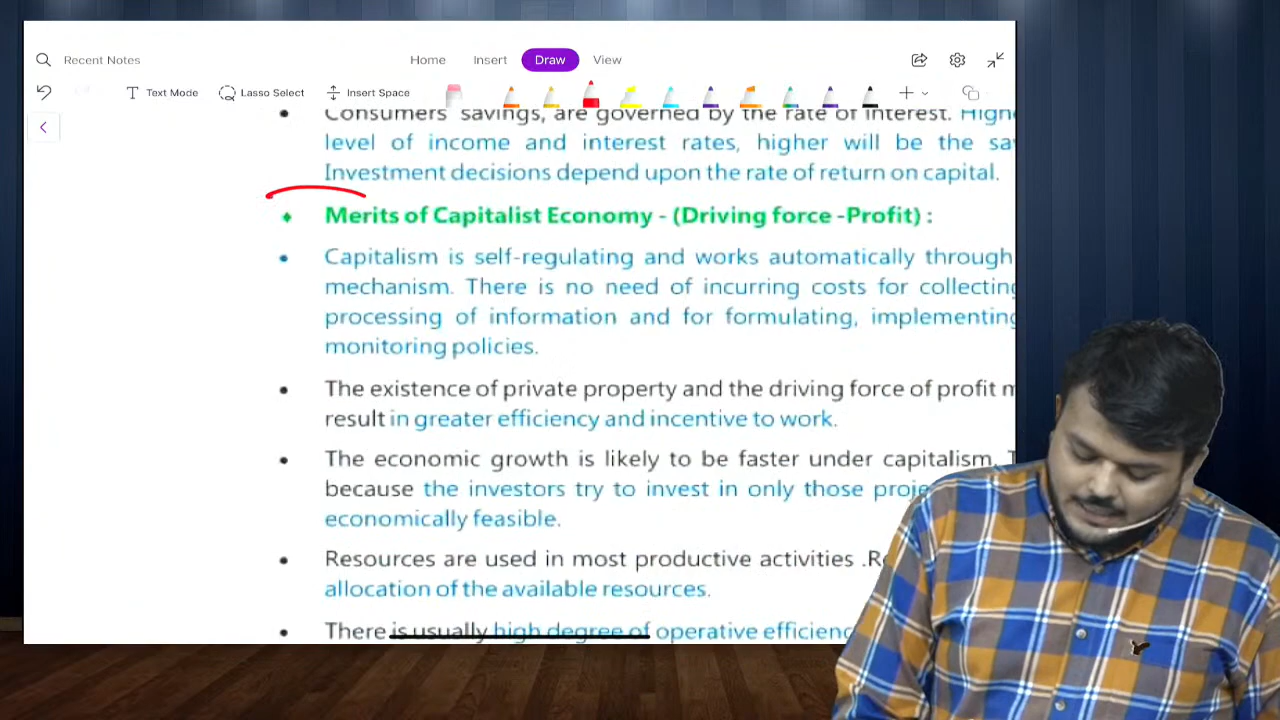 Recent Notes
Home Insert Draw View
Text Mode Lasso Select Insert Space
Consumers' savings, are governed by the rate of interest.
level of income and interest rates, higher will be the
Investment decisions depend upon the rate of return on capital.
Merits of Capitalist Economy - (Driving force -Profit) :
Capitalism is self-regulating and works automatically through
mechanism. There is no need of incurring costs for collecting
processing of information and for formulating, implementing
monitoring policies.
The existence of private property and the driving force of profit
result in greater efficiency and incentive to work.
The economic growth is likely to be faster under capitalism.
because the investors try to invest in only those
economically feasible.
Resources are used in most productive activities .
allocation of the available resources.
There is usually high degree of operative